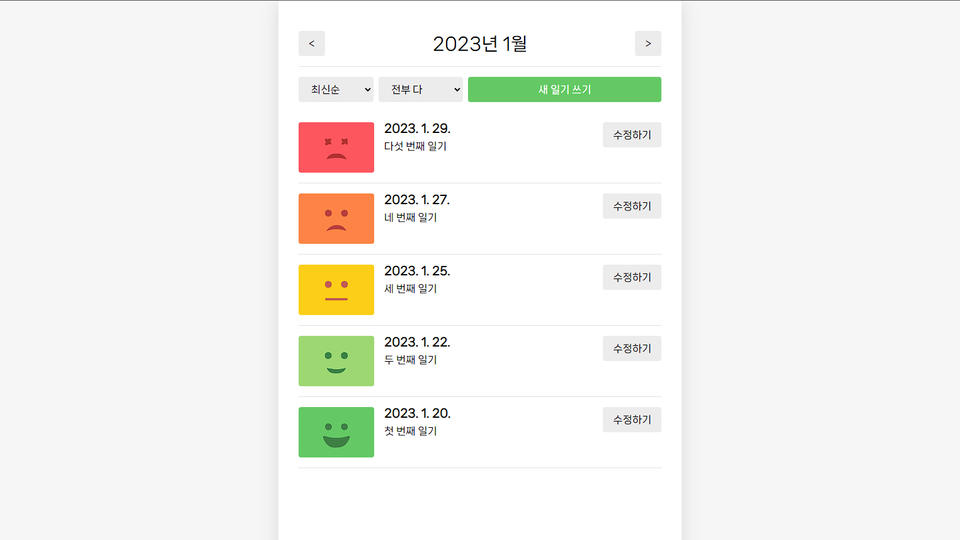 < 2023년 1월 >
최신순 전부 다 새 일기 쓰기
2023. 1. 29. 수정하기
다섯 번째 일기
2023. 1. 27. 수정하기
네 번째 일기
2023. 1. 25. 수정하기
세 번째 일기
2023. 1. 22. 수정하기
두 번째 일기
2023. 1. 20. 수정하기
첫 번째 일기